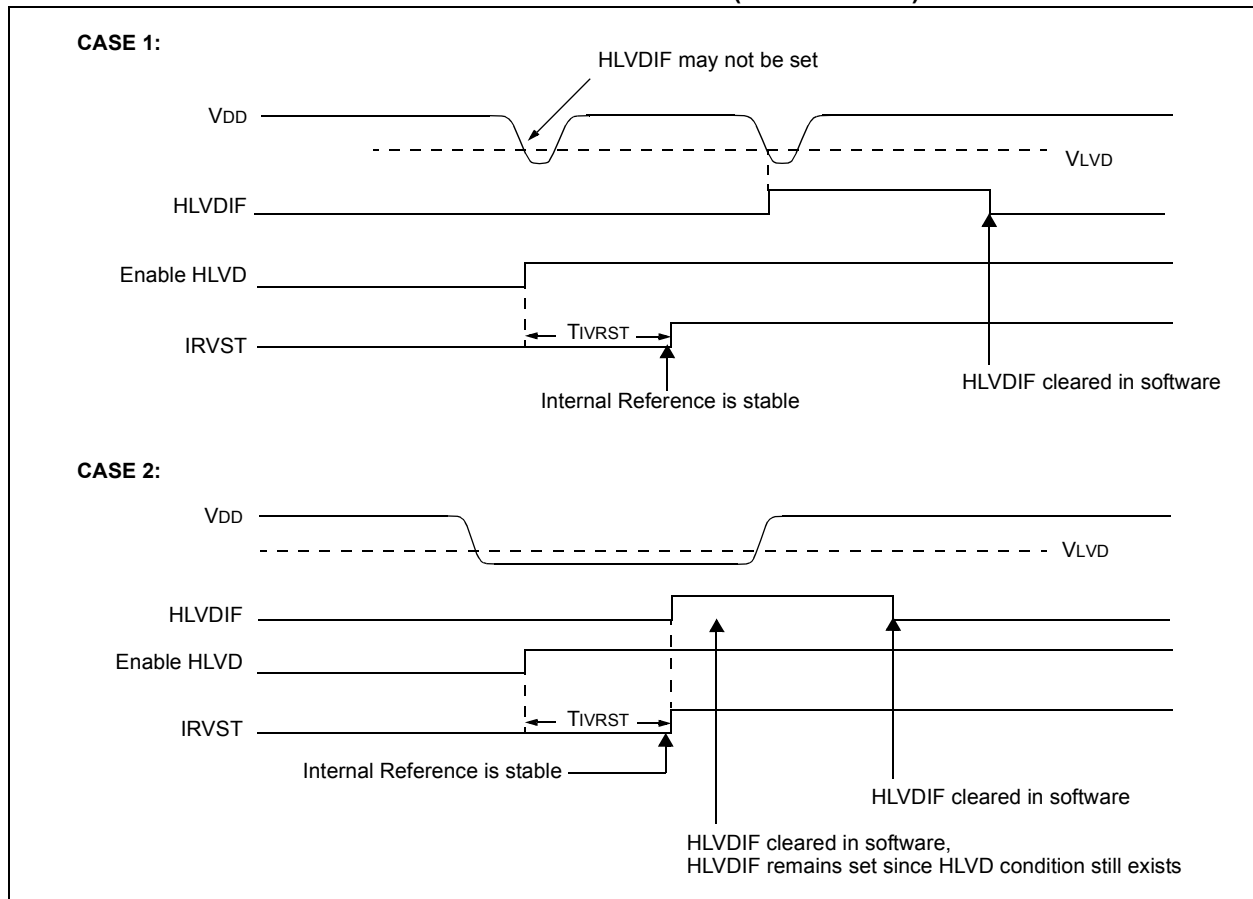 CASE 1:
HLVDIF may not be set
VDD
VLVD
HLVDIF
Enable HLVD
TIVRST
IRVST
HLVDIF cleared in software
Internal Reference is stable
CASE 2:
VDD
VLVD
HLVDIF
Enable HLVD
TIVRST
IRVST
Internal Reference is stable
HLVDIF cleared in software
HLVDIF cleared in software,
HLVDIF remains set since HLVD condition still exists